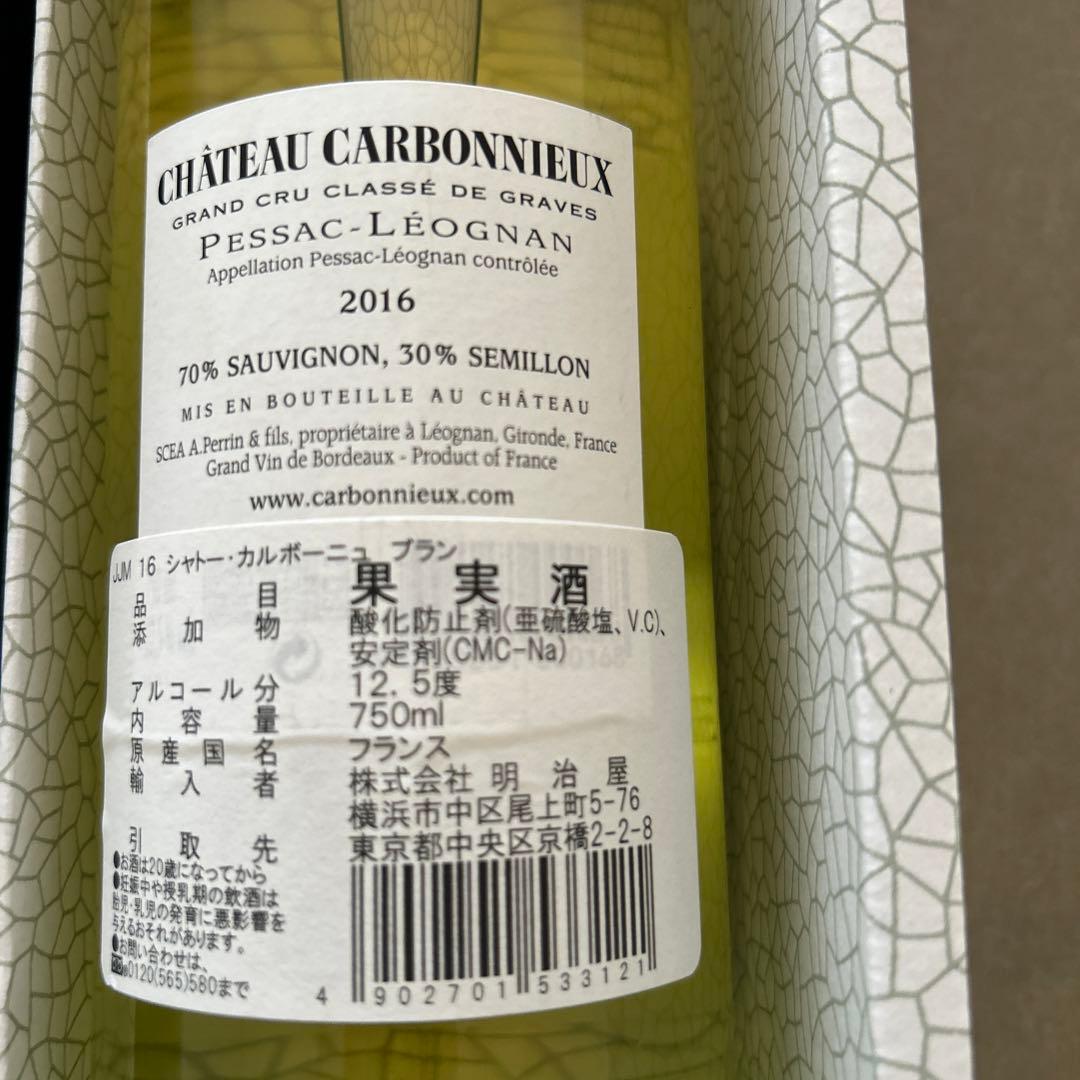 CHÂTEAU CARBONNIEUX
GRAND CRU CLASSÉ DE GRAVES
PESSAC-LÉOGNAN
Appellation Pessac-Léognan contrôlée
2016
70% SAUVIGNON, 30% SEMILLON
MIS EN BOUTEILLE AU CHÂTEAU
SCEA A.Perrin & fils, propriétaire à Léognan, Gironde, France
Grand Vin de Bordeaux - Product of France
www.carbonnieux.com
JJM 16 シャトー・カルボーニュ ブラン
品目 果実酒
添加物 酸化防止剤(亜硫酸塩、V.C)、
安定剤(CMC-Na)
アルコール分 12.5度
内容量 750ml
原産国名 フランス
輸入者 株式会社 明治屋
横浜市中区尾上町5-76
引取先 東京都中央区京橋2-2-8
●お酒は20歳になってから
●妊娠中や授乳期の飲酒は
胎児・乳児の発育に悪影響を
与えるおそれがあります。
●お問い合わせは、
0120(565)580まで
4 902701 533121